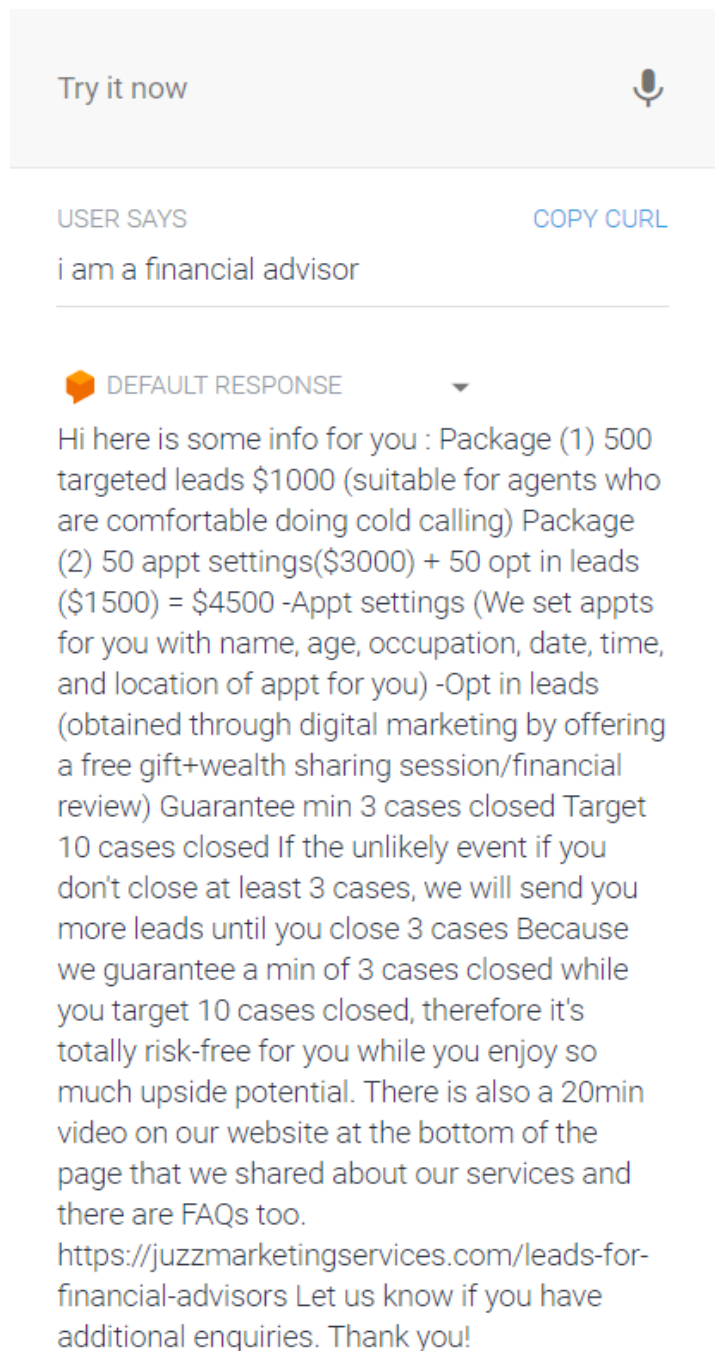 Try it now
USER SAYS COPY CURL
i am a financial advisor
DEFAULT RESPONSE
Hi here is some info for you : Package (1) 500
targeted leads $1000 (suitable for agents who
are comfortable doing cold calling) Package
(2) 50 appt settings($3000) + 50 opt in leads
($1500) = $4500 -Appt settings (We set appts
for you with name, age, occupation, date, time,
and location of appt for you) -Opt in leads
(obtained through digital marketing by offering
a free gift+wealth sharing session/financial
review) Guarantee min 3 cases closed Target
10 cases closed If the unlikely event if you
don't close at least 3 cases, we will send you
more leads until you close 3 cases Because
we guarantee a min of 3 cases closed while
you target 10 cases closed, therefore it's
totally risk-free for you while you enjoy so
much upside potential. There is also a 20min
video on our website at the bottom of the
page that we shared about our services and
there are FAQs too.
https://juzzmarketingservices.com/leads-for-
financial-advisors Let us know if you have
additional enquiries. Thank you!